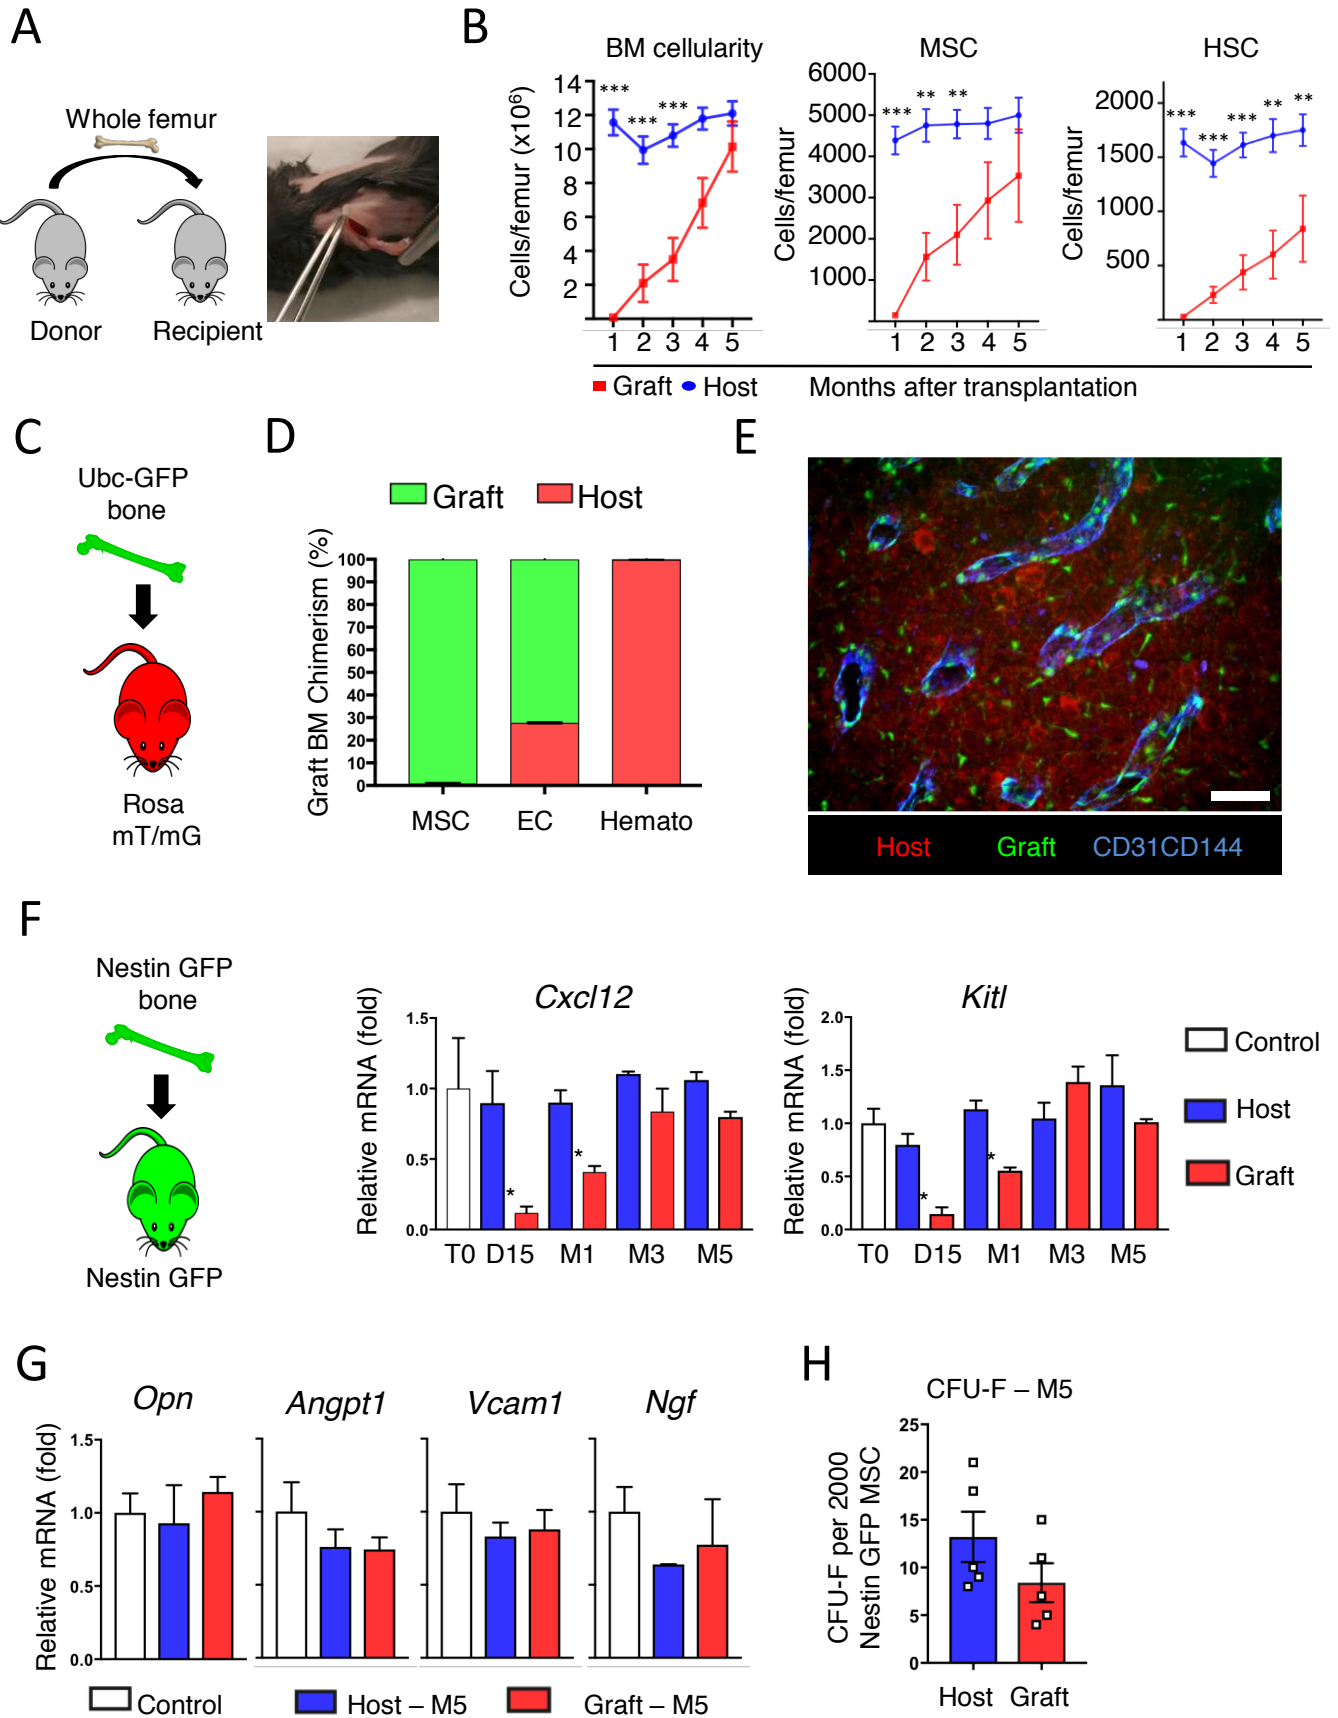 A
Whole femur
Donor
Recipient
B
BM cellularity
MSC
HSC
Cells/femur (x10⁶)
14
12
10
8
6
4
2
***
***
***
1 2 3 4 5
Cells/femur
6000
5000
4000
3000
2000
1000
***
**
**
1 2 3 4 5
Cells/femur
2000
1500
1000
500
***
***
***
**
**
1 2 3 4 5
Graft Host
Months after transplantation
C
Ubc-GFP
bone
Rosa
mT/mG
D
Graft Host
Graft BM Chimerism (%)
100
90
80
70
60
50
40
30
20
10
0
MSC EC Hemato
E
Host Graft CD31CD144
F
Nestin GFP
bone
Nestin GFP
Cxcl12
Relative mRNA (fold)
1.5
1.0
0.5
0.0
*
*
T0 D15 M1 M3 M5
Kitl
Relative mRNA (fold)
2.0
1.5
1.0
0.5
0.0
*
*
T0 D15 M1 M3 M5
Control
Host
Graft
G
Opn
Angpt1
Vcam1
Ngf
Relative mRNA (fold)
1.5
1.0
0.5
0.0
Control Host – M5 Graft – M5
H
CFU-F – M5
CFU-F per 2000
Nestin GFP MSC
25
20
15
10
5
0
Host Graft